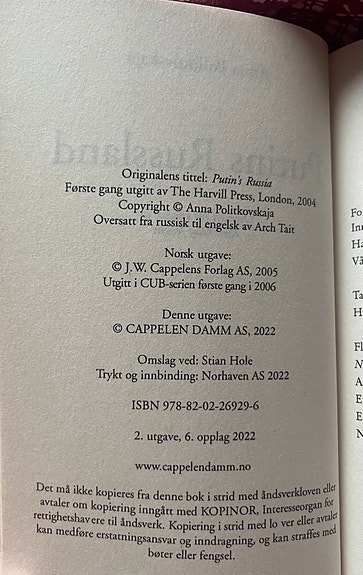 Originalens tittel: Putin's Russia
Første gang utgitt av The Harvill Press, London, 2004
Copyright © Anna Politkovskaja
Oversatt fra russisk til engelsk av Arch Tait
Norsk utgave:
© J.W. Cappelens Forlag AS, 2005
Utgitt i CUB-serien første gang i 2006
Denne utgave:
© CAPPELEN DAMM AS, 2022
Omslag ved: Stian Hole
Trykt og innbinding: Norhaven AS 2022
ISBN 978-82-02-26929-6
2. utgave, 6. opplag 2022
www.cappelendamm.no
Det må ikke kopieres fra denne bok i strid med åndsverkloven eller
avtaler om kopiering inngått med KOPINOR, Interesseorgan for
rettighetshavere til åndsverk. Kopiering i strid med lov eller avtaler
kan medføre erstatningsansvar og inndragning, og kan straffes med
bøter eller fengsel.